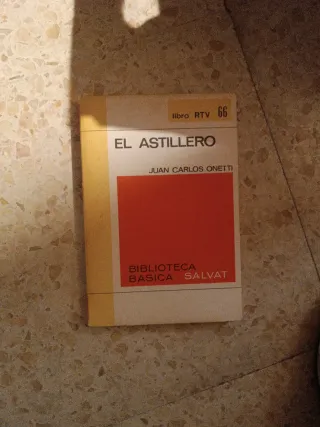 libro RTV 66
EL ASTILLERO
JUAN CARLOS ONETTI
BIBLIOTECA
BASICA SALVAT